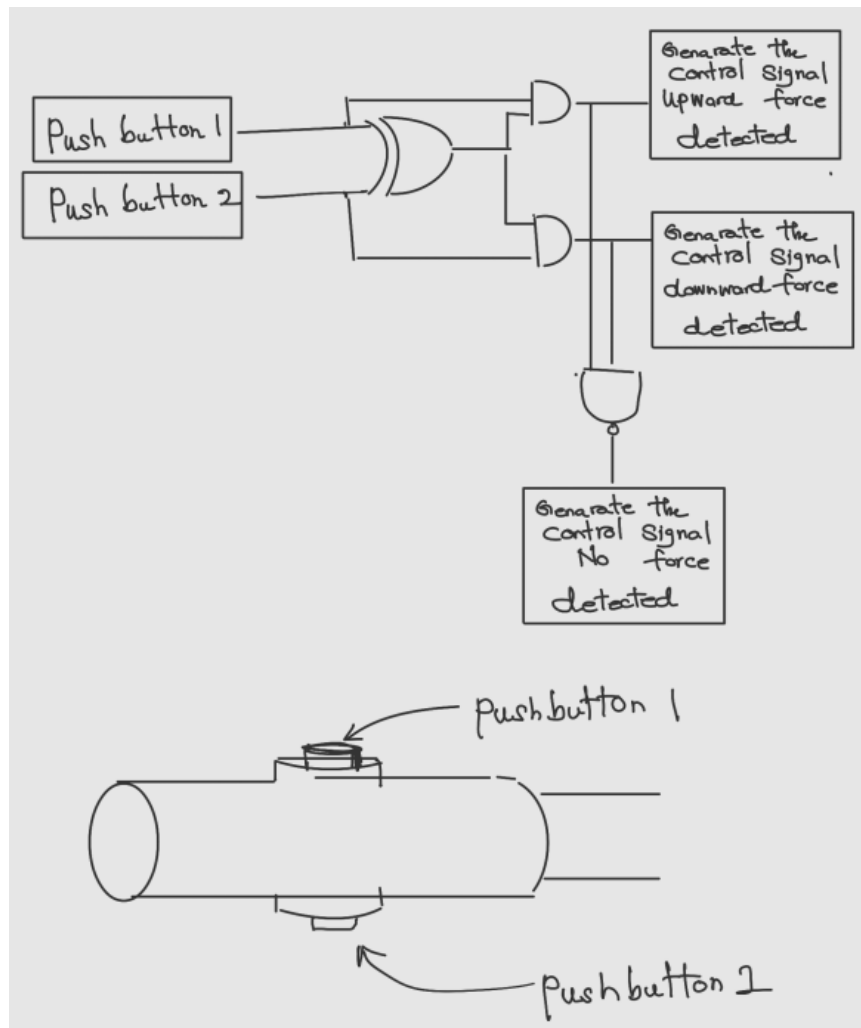 Push button 1
Push button 2
Genarate the
Control Signal
Upward force
detected
Genarate the
Control Signal
downward force
detected
Genarate the
Control Signal
No force
detected
pushbutton 1
pushbutton 2